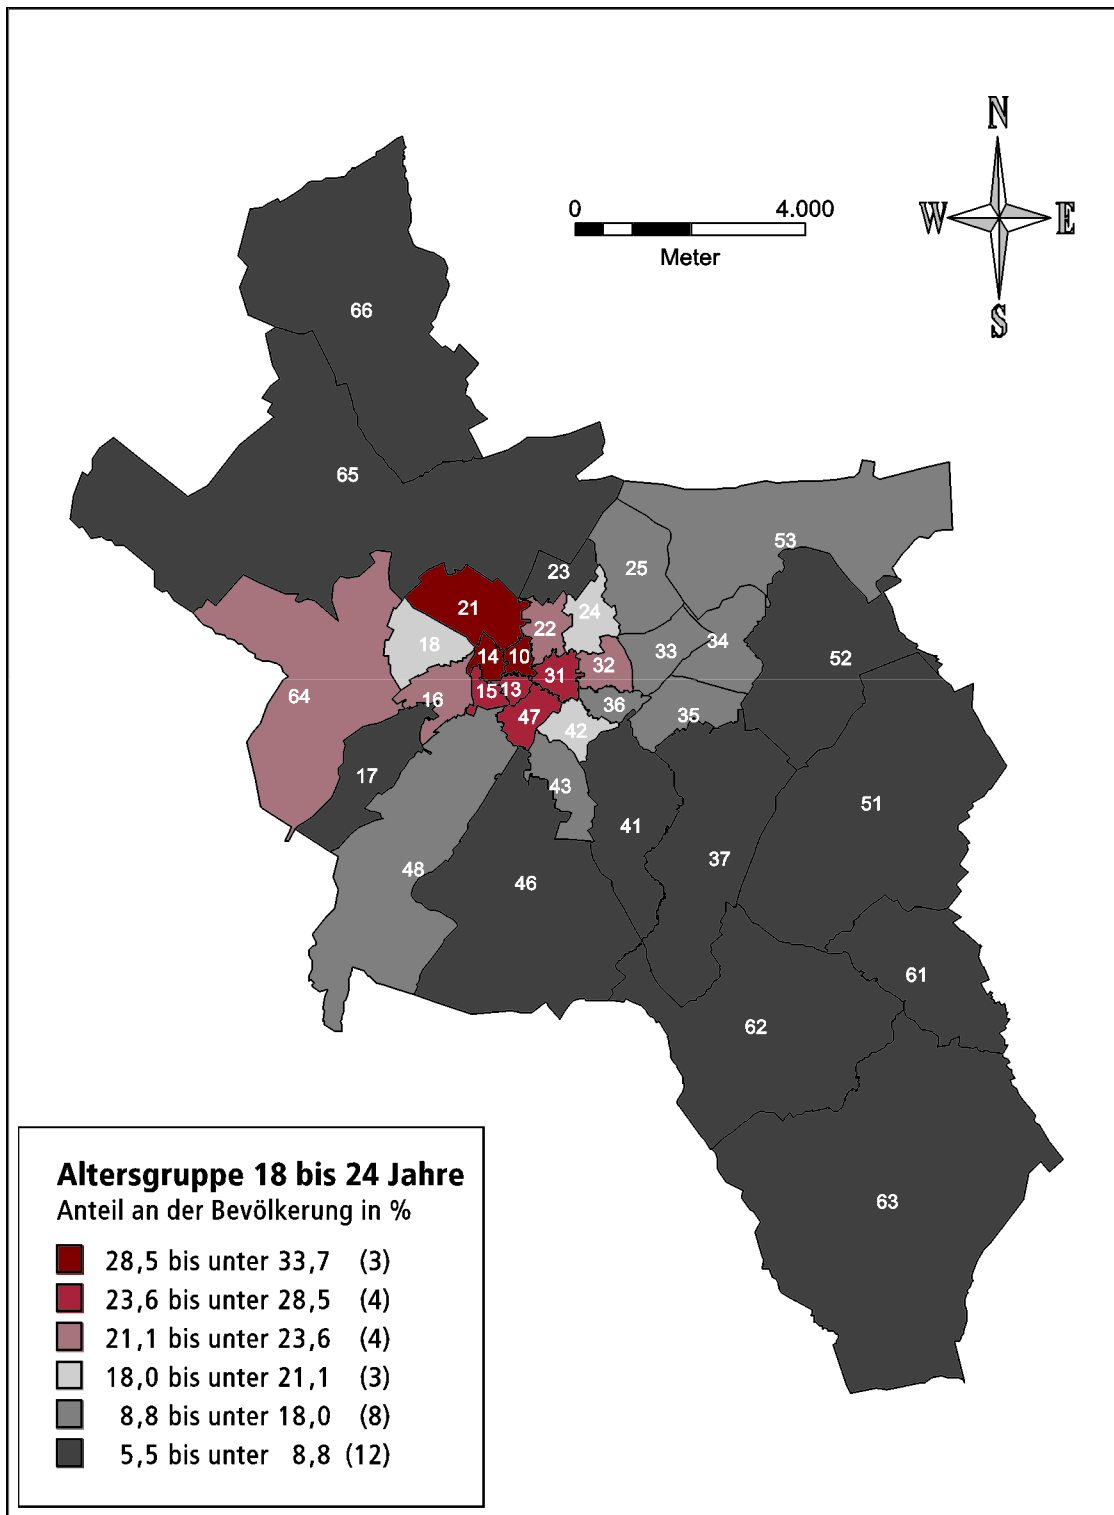 N
0 4.000
W E
Meter
S
66
65
53
23 25
21 24
22
18 34
14 10 33 52
31 32
64 16 15 13
36
47 35
42
17
43
51
41
37
48
46
61
62
63
Altersgruppe 18 bis 24 Jahre
Anteil an der Bevölkerung in %
28,5 bis unter 33,7 (3)
23,6 bis unter 28,5 (4)
21,1 bis unter 23,6 (4)
18,0 bis unter 21,1 (3)
8,8 bis unter 18,0 (8)
5,5 bis unter 8,8 (12)